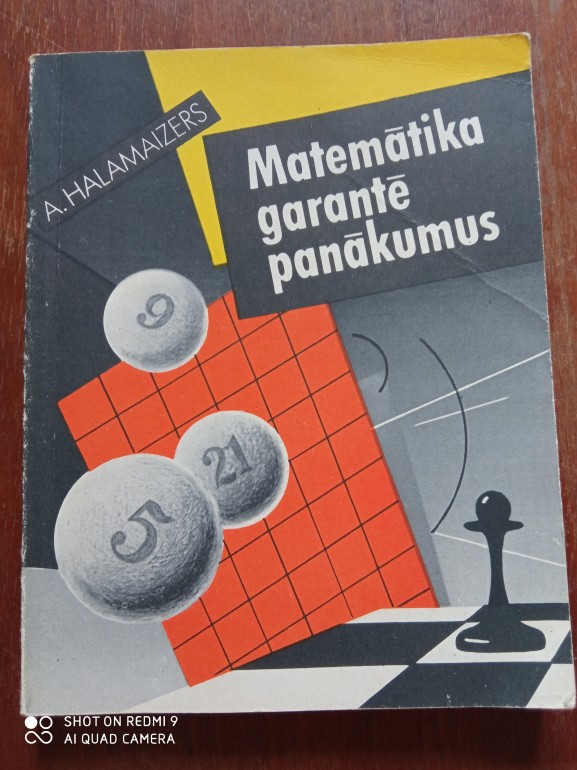 A. HALAMAIZERS
Matemātika
garantē
panākumus
9
21
5
SHOT ON REDMI 9
AI QUAD CAMERA